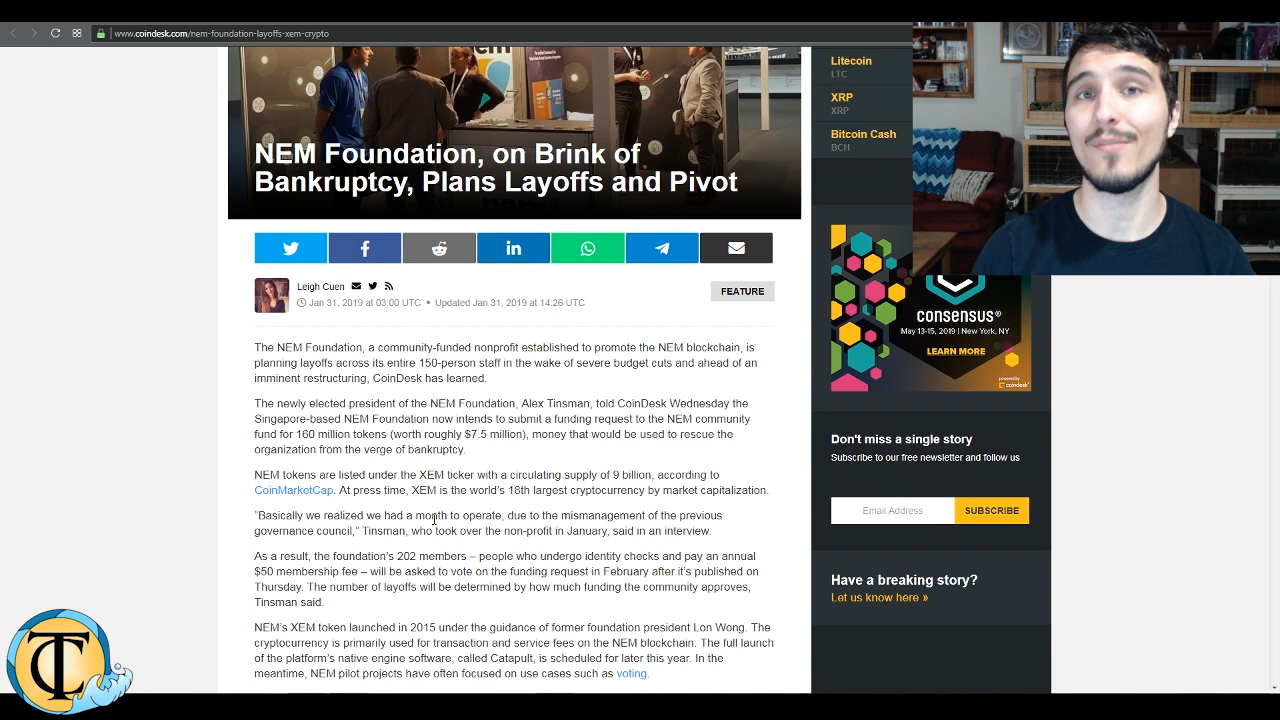 www.coindesk.com/nem-foundation-layoffs-xem-crypto
NEM Foundation, on Brink of
Bankruptcy, Plans Layoffs and Pivot
Leigh Cuen
Jan 31, 2019 at 03:00 UTC • Updated Jan 31, 2019 at 14:26 UTC
FEATURE
The NEM Foundation, a community-funded nonprofit established to promote the NEM blockchain, is
planning layoffs across its entire 150-person staff in the wake of severe budget cuts and ahead of an
imminent restructuring, CoinDesk has learned.
The newly elected president of the NEM Foundation, Alex Tinsman, told CoinDesk Wednesday the
Singapore-based NEM Foundation now intends to submit a funding request to the NEM community
fund for 160 million tokens (worth roughly $7.5 million), money that would be used to rescue the
organization from the verge of bankruptcy.
NEM tokens are listed under the XEM ticker with a circulating supply of 9 billion, according to
CoinMarketCap. At press time, XEM is the world's 18th largest cryptocurrency by market capitalization.
"Basically we realized we had a month to operate, due to the mismanagement of the previous
governance council," Tinsman, who took over the non-profit in January, said in an interview.
As a result, the foundation's 202 members – people who undergo identity checks and pay an annual
$50 membership fee – will be asked to vote on the funding request in February after it's published on
Thursday. The number of layoffs will be determined by how much funding the community approves,
Tinsman said.
NEM's XEM token launched in 2015 under the guidance of former foundation president Lon Wong. The
cryptocurrency is primarily used for transaction and service fees on the NEM blockchain. The full launch
of the platform's native engine software, called Catapult, is scheduled for later this year. In the
meantime, NEM pilot projects have often focused on use cases such as voting.
Litecoin
LTC
XRP
XRP
Bitcoin Cash
BCH
consensus®
May 13-15, 2019 | New York, NY
LEARN MORE
powered by
coindesk
Don't miss a single story
Subscribe to our free newsletter and follow us
Email Address
SUBSCRIBE
Have a breaking story?
Let us know here »
TC